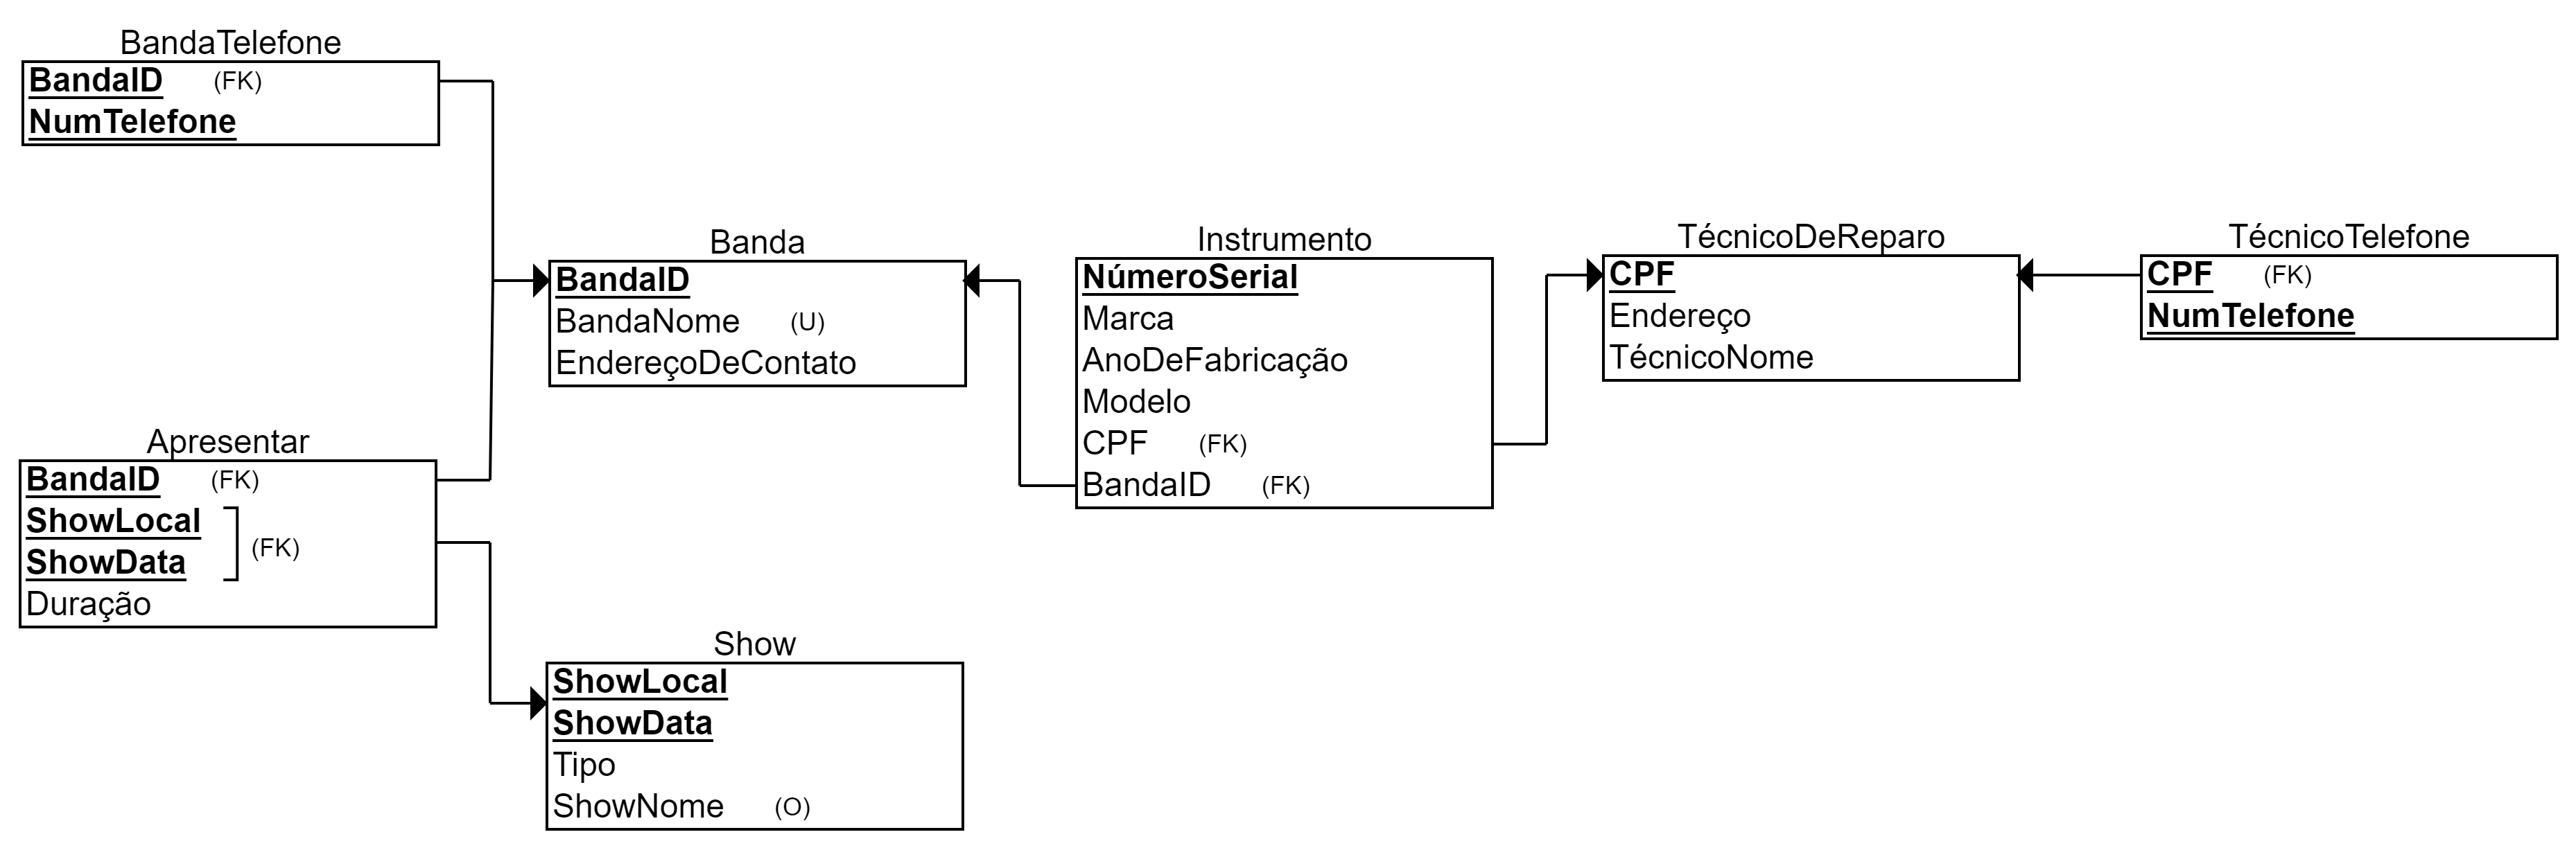 BandaTelefone
BandaID (FK)
NumTelefone
Banda
BandaID
BandaNome (U)
EndereçoDeContato
Instrumento
NúmeroSerial
Marca
AnoDeFabricação
Modelo
CPF (FK)
BandaID (FK)
TécnicoDeReparo
CPF
Endereço
TécnicoNome
TécnicoTelefone
CPF (FK)
NumTelefone
Apresentar
BandaID (FK)
ShowLocal
ShowData
(FK)
Duração
Show
ShowLocal
ShowData
Tipo
ShowNome (O)